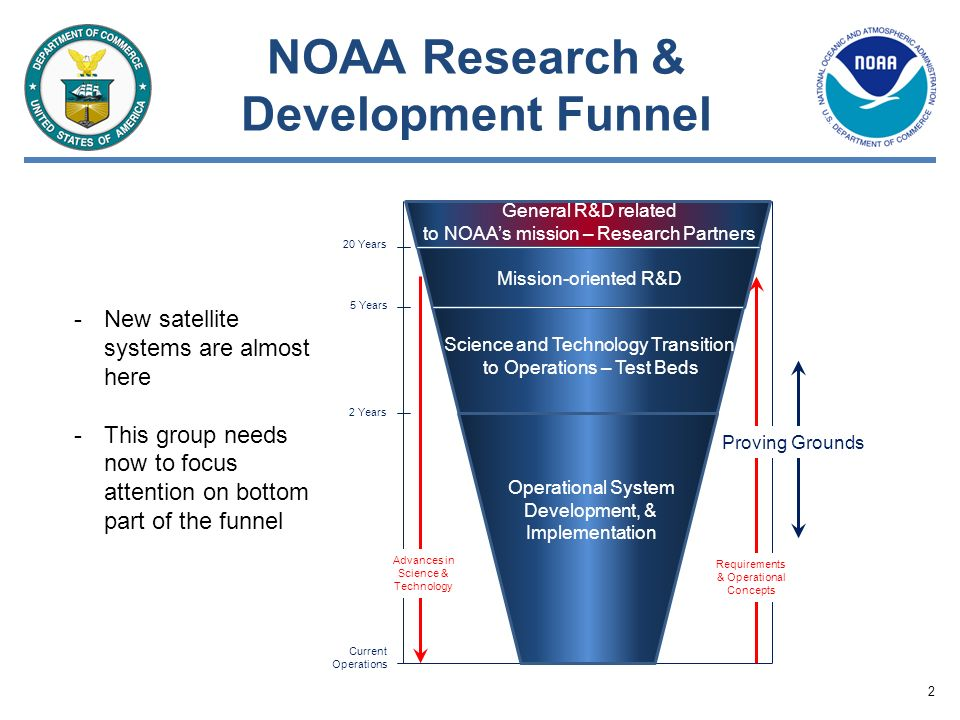 NOAA Research &
Development Funnel
DEPARTMENT OF COMMERCE
UNITED STATES OF AMERICA
NATIONAL OCEANIC AND ATMOSPHERIC ADMINISTRATION
NOAA
U.S. DEPARTMENT OF COMMERCE
- New satellite
systems are almost
here
- This group needs
now to focus
attention on bottom
part of the funnel
20 Years
5 Years
2 Years
Current
Operations
General R&D related
to NOAA’s mission – Research Partners
Mission-oriented R&D
Science and Technology Transition
to Operations – Test Beds
Operational System
Development, &
Implementation
Advances in
Science &
Technology
Requirements
& Operational
Concepts
Proving Grounds
2